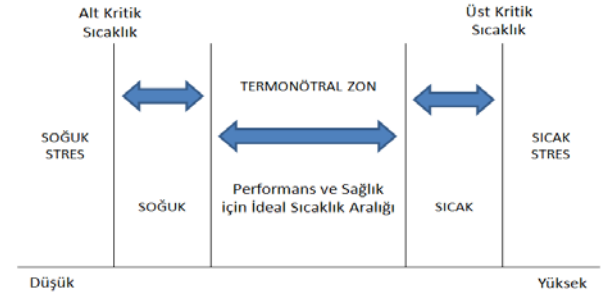 Alt Kritik
Sıcaklık
Üst Kritik
Sıcaklık
TERMONÖTRAL ZON
SOĞUK
STRES
SICAK
STRES
SOĞUK
Performans ve Sağlık
için İdeal Sıcaklık Aralığı
SICAK
Düşük
Yüksek